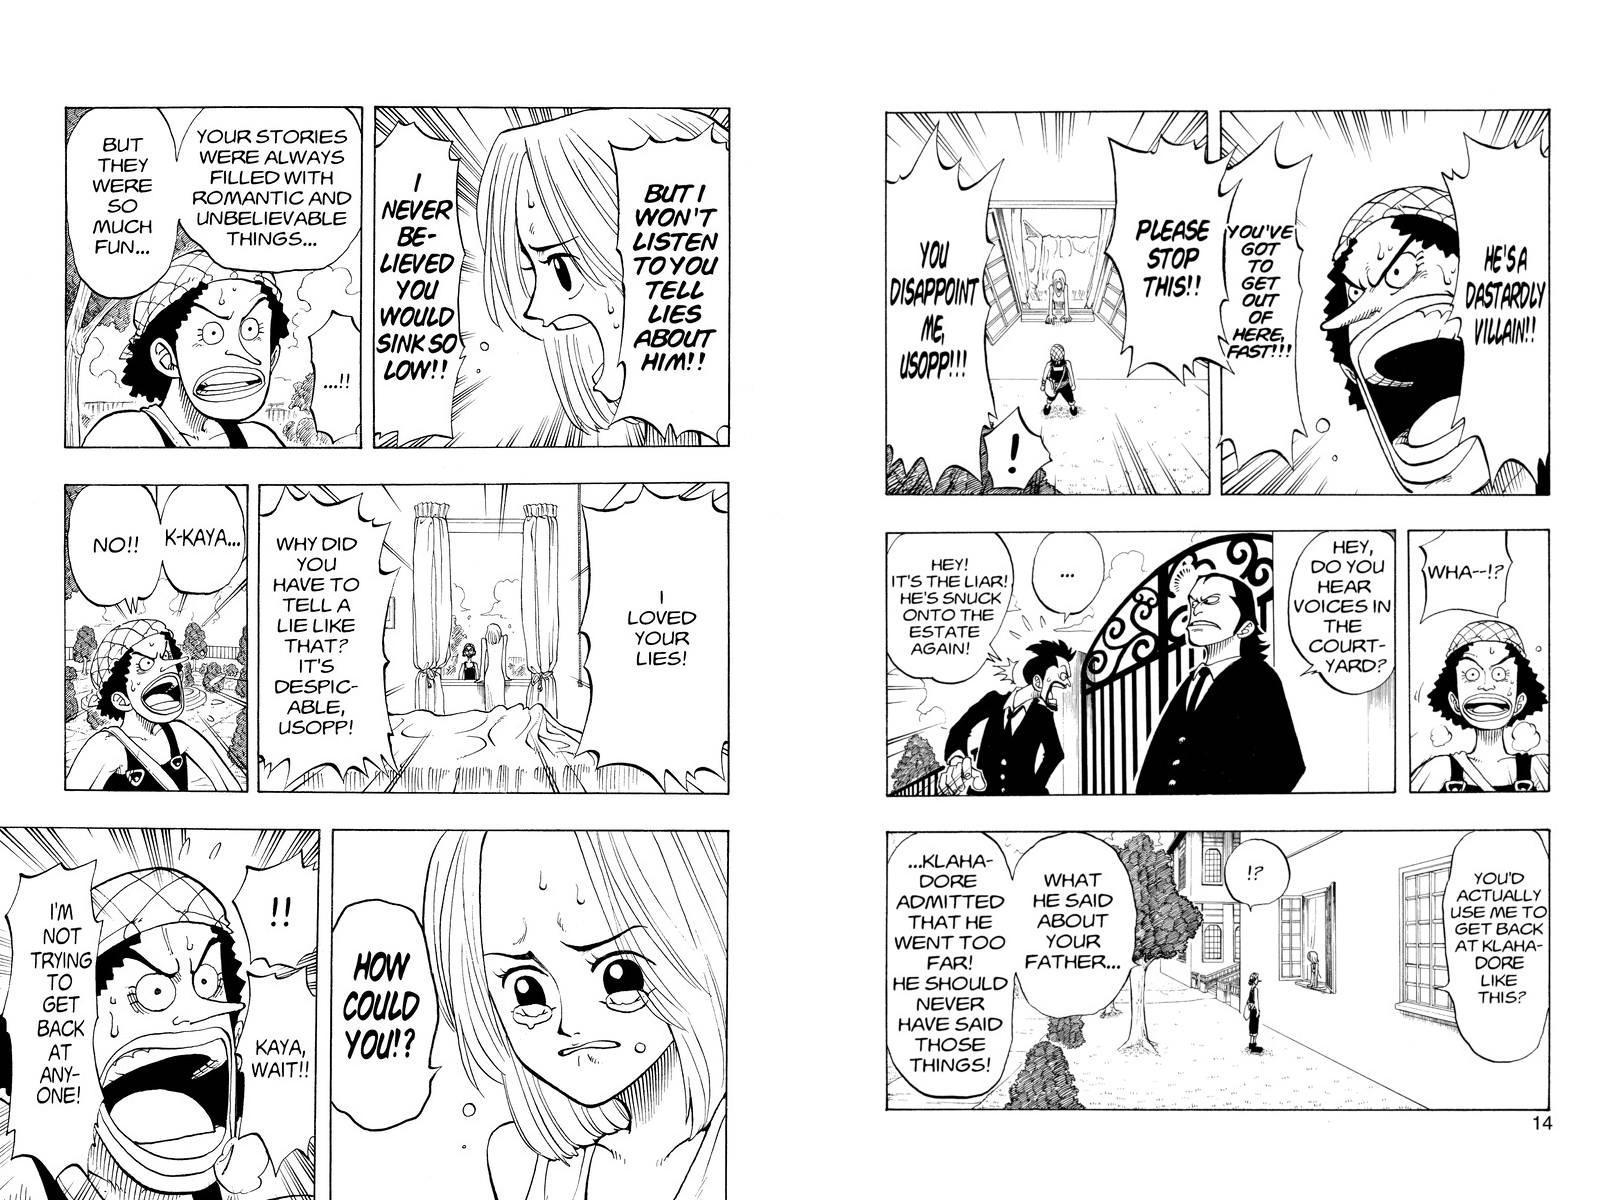 HE'S A
DASTARDLY
VILLAIN!!
YOU'VE
GOT
TO
GET
OUT
OF
HERE,
FAST!!!
PLEASE
STOP
THIS!!
YOU
DISAPPOINT
ME,
USOPP!!!
!
WHA--!?
HEY,
DO YOU
HEAR
VOICES IN
THE
COURT-
YARD?
...
HEY!
IT'S THE LIAR!
HE'S SNUCK
ONTO THE
ESTATE
AGAIN!
YOU'D
ACTUALLY
USE ME TO
GET BACK
AT KLAHA-
DORE
LIKE
THIS?
!?
WHAT
HE SAID
ABOUT
YOUR
FATHER...
...KLAHA-
DORE
ADMITTED
THAT HE
WENT TOO
FAR!
HE SHOULD
NEVER
HAVE SAID
THOSE
THINGS!
14
BUT I
WON'T
LISTEN
TO YOU
TELL
LIES
ABOUT
HIM!!
I
NEVER
BE-
LIEVED
YOU
WOULD
SINK SO
LOW!!
YOUR STORIES
WERE ALWAYS
FILLED WITH
ROMANTIC AND
UNBELIEVABLE
THINGS...
BUT
THEY
WERE
SO
MUCH
FUN...
...!!
I
LOVED
YOUR
LIES!
WHY DID
YOU
HAVE TO
TELL A
LIE LIKE
THAT?
IT'S
DESPIC-
ABLE,
USOPP!
K-KAYA...
NO!!
HOW
COULD
YOU!?
!!
KAYA,
WAIT!!
I'M
NOT
TRYING
TO
GET
BACK
AT
ANY-
ONE!